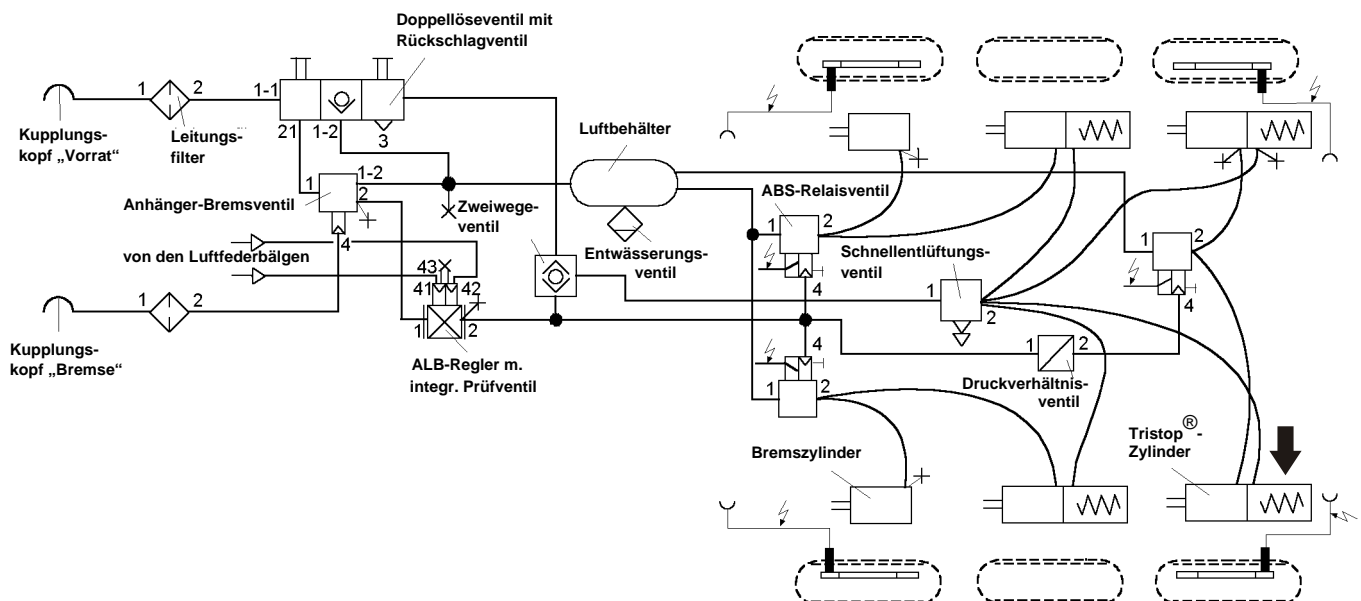 Doppellöseventil mit
Rückschlagventil
1
2
1-1
21
1-2
3
Kupplungs-
kopf „Vorrat“
Leitungs-
filter
Luftbehälter
1-2
1
2
4
Anhänger-Bremsventil
Zweiwege-
ventil
Entwässerungs-
ventil
ABS-Relaisventil
1
2
4
Schnellentlüftungs-
ventil
1
2
1
2
4
von den Luftfederbälgen
43
41
42
1
2
1
2
Kupplungs-
kopf „Bremse“
ALB-Regler m.
integr. Prüfventil
4
1
2
1
2
Druckverhältnis-
ventil
Bremszylinder
Tristop®-
Zylinder